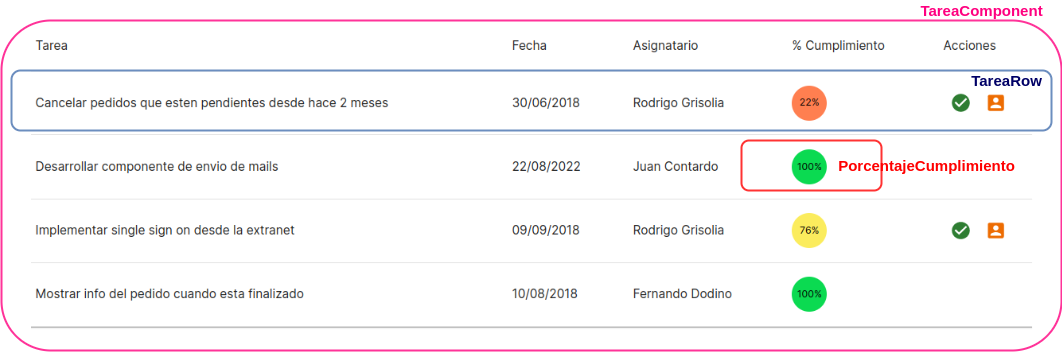 TareaComponent
Tarea Fecha Asignatario % Cumplimiento Acciones
TareaRow
Cancelar pedidos que esten pendientes desde hace 2 meses 30/06/2018 Rodrigo Grisolia 22%
Desarrollar componente de envio de mails 22/08/2022 Juan Contardo 100% PorcentajeCumplimiento
Implementar single sign on desde la extranet 09/09/2018 Rodrigo Grisolia 76%
Mostrar info del pedido cuando esta finalizado 10/08/2018 Fernando Dodino 100%